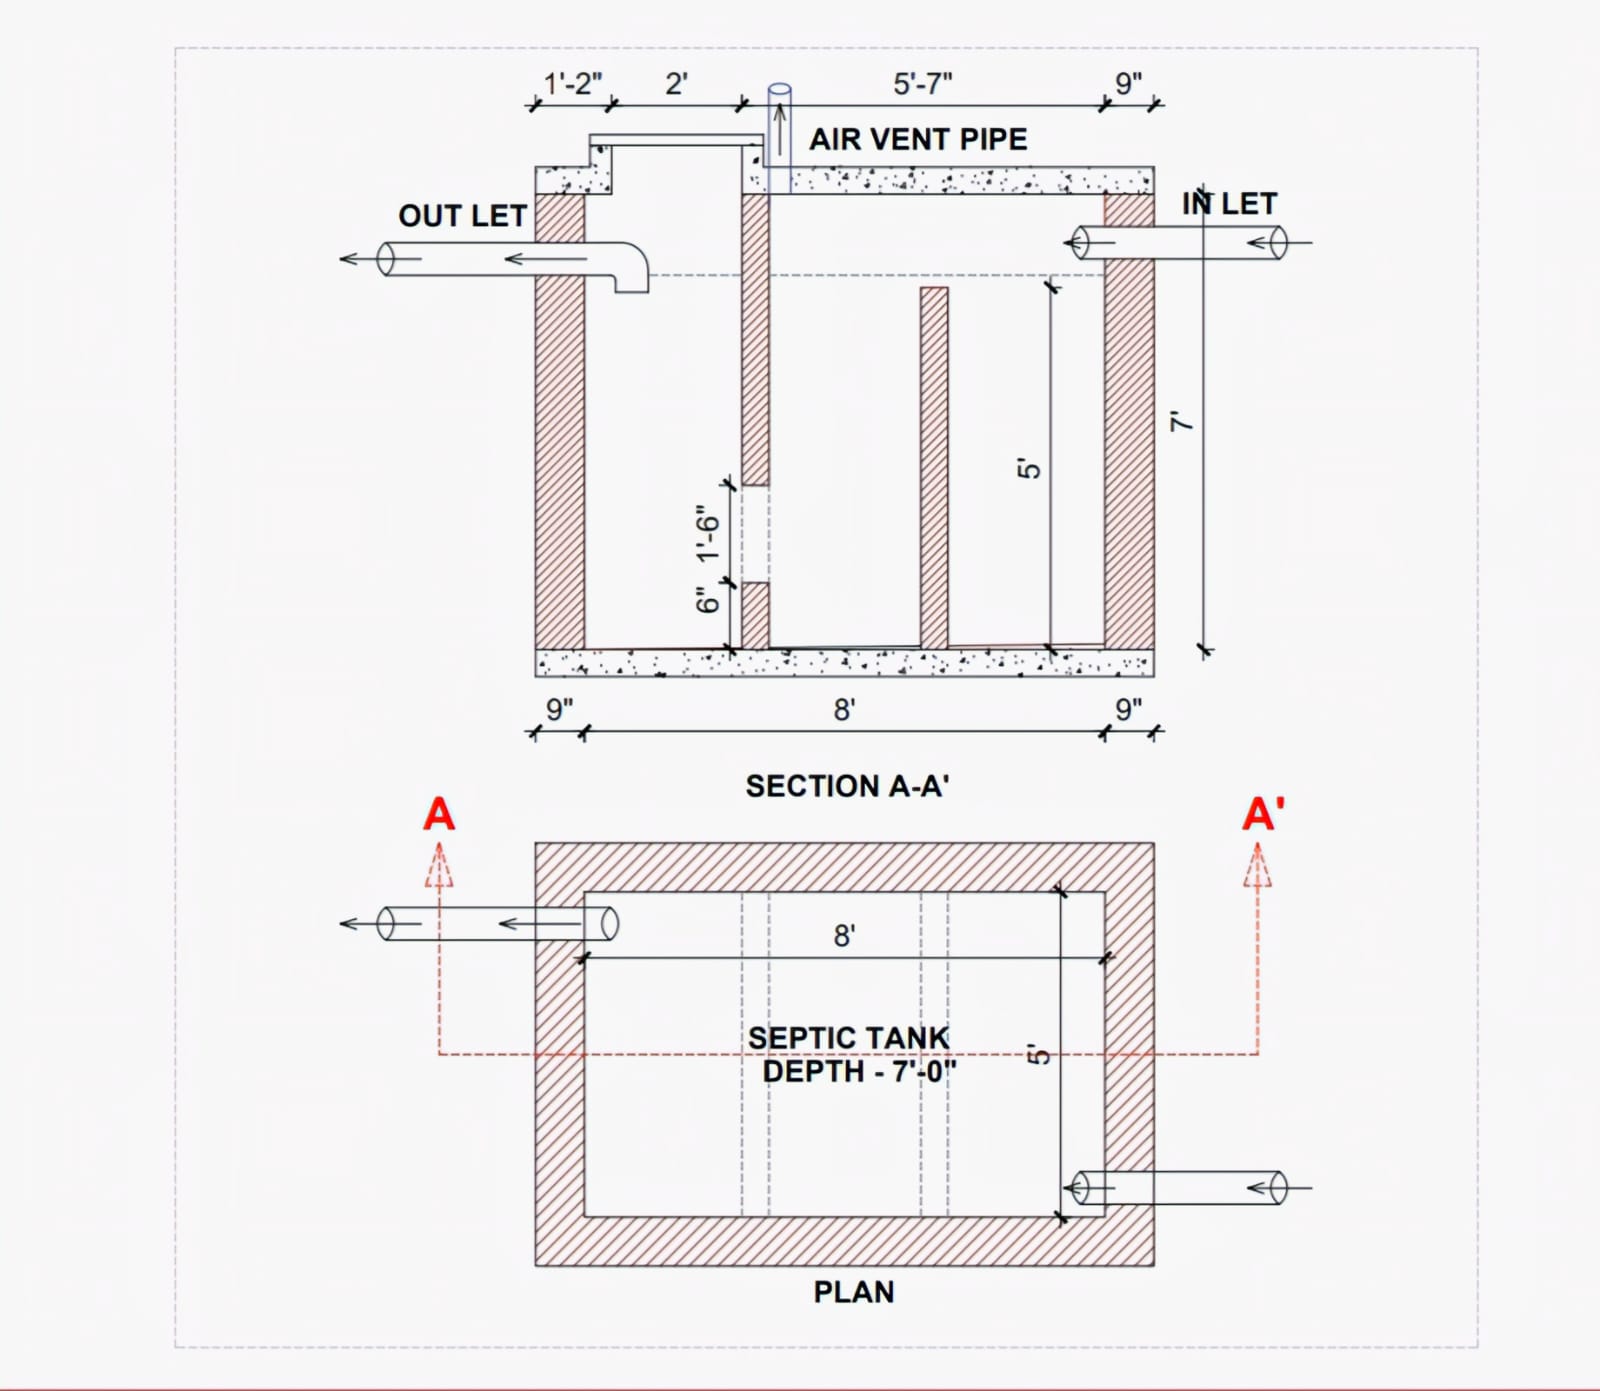 1'-2" 2' 5'-7" 9"
AIR VENT PIPE
OUT LET
IN LET
7'
5'
1'-6"
6"
9" 8' 9"
SECTION A-A'
A A'
8'
SEPTIC TANK
DEPTH - 7'-0"
5'
PLAN